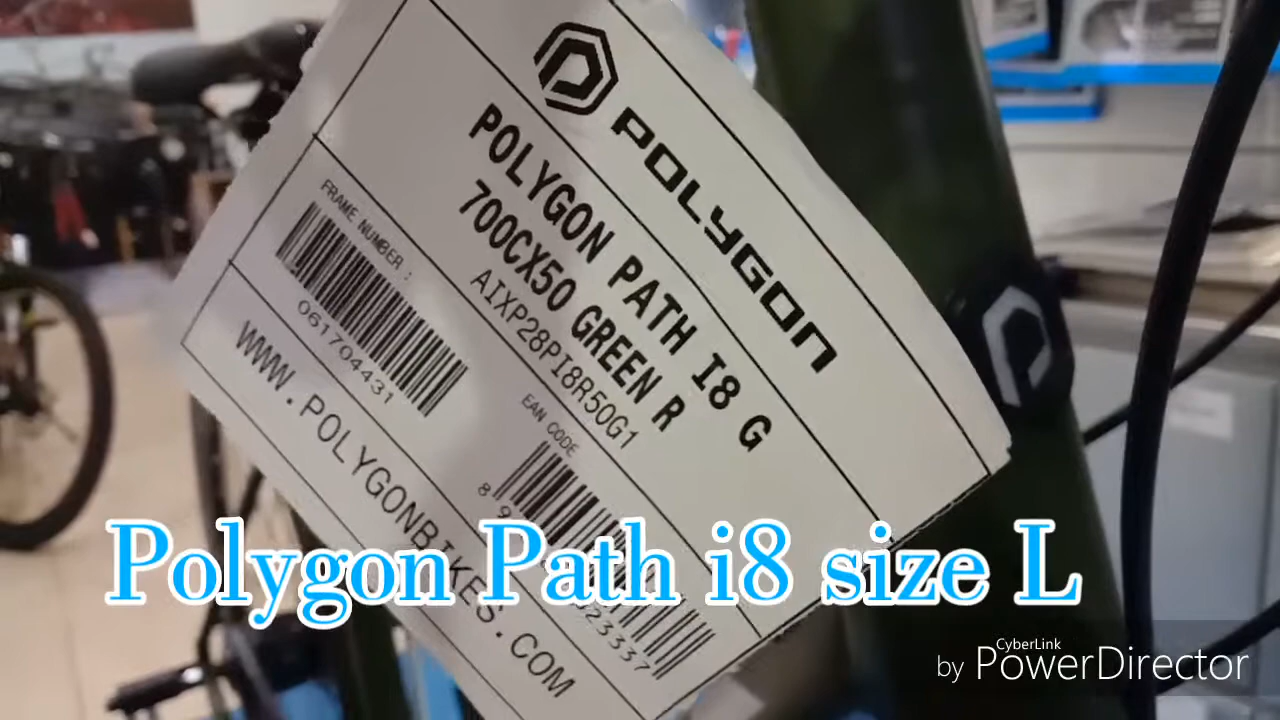 POLYGON
POLYGON PATH I8 G
700CX50 GREEN R
AIXP28PI8R50G1
FRAME NUMBER :
061704431
EAN CODE
WWW.POLYGONBIKES.COM
Polygon Path i8 size L
CyberLink
by PowerDirector